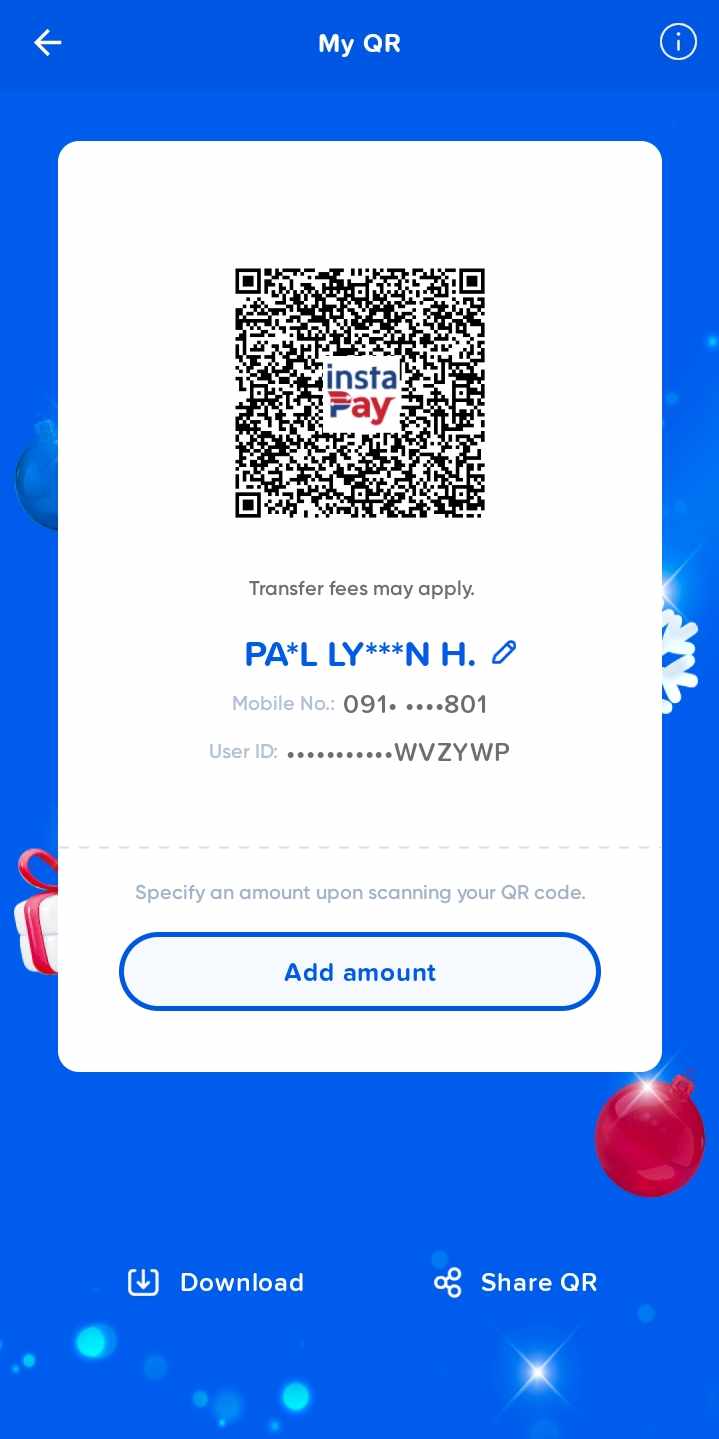 My QR
insta
Pay
Transfer fees may apply.
PA*L LY***N H.
Mobile No.: 091• ••••801
User ID: •••••••••••WVZYWP
Specify an amount upon scanning your QR code.
Add amount
Download
Share QR